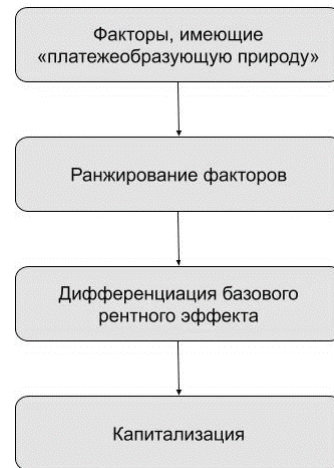 Факторы, имеющие
«платежеобразующую природу»
Ранжирование факторов
Дифференциация базового
рентного эффекта
Капитализация